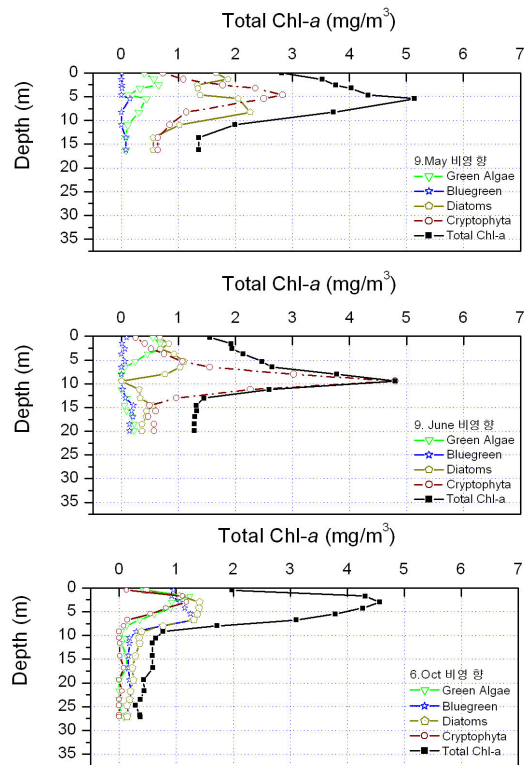 Total Chl-a (mg/m³)
0 1 2 3 4 5 6 7
Depth (m)
0
5
10
15
20
25
30
35
9.May 비영 향
Green Algae
Bluegreen
Diatoms
Cryptophyta
Total Chl-a
Total Chl-a (mg/m³)
0 1 2 3 4 5 6 7
Depth (m)
0
5
10
15
20
25
30
35
9. June 비영 향
Green Algae
Bluegreen
Diatoms
Cryptophyta
Total Chl-a
Total Chl-a (mg/m³)
0 1 2 3 4 5 6 7
Depth (m)
0
5
10
15
20
25
30
35
6.Oct 비영 향
Green Algae
Bluegreen
Diatoms
Cryptophyta
Total Chl-a